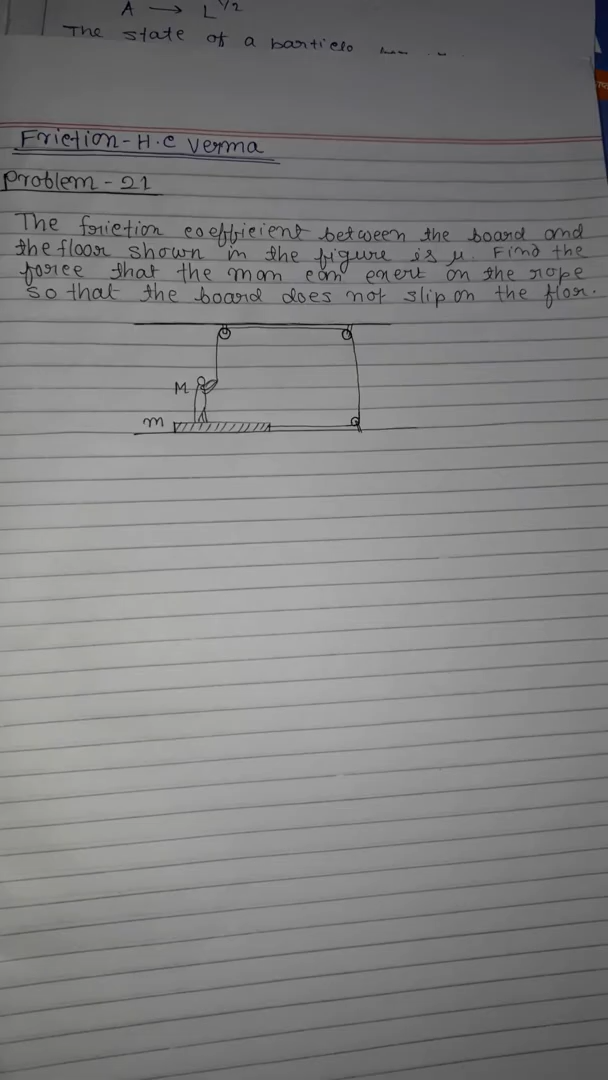 A → L^1/2
The state of a
Friction-H.C Verma
Problem - 21
The friction coefficient between the board and
the floor shown in the figure is μ. Find the
force that the man can exert on the rope
so that the board does not slip on the flor.
M
m